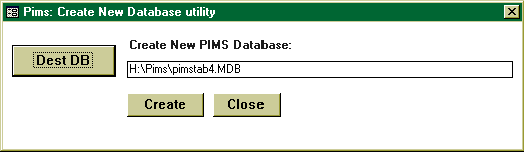 Pims: Create New Database utility
Create New PIMS Database:
Dest DB
H:\Pims\pimstab4.MDB
Create Close